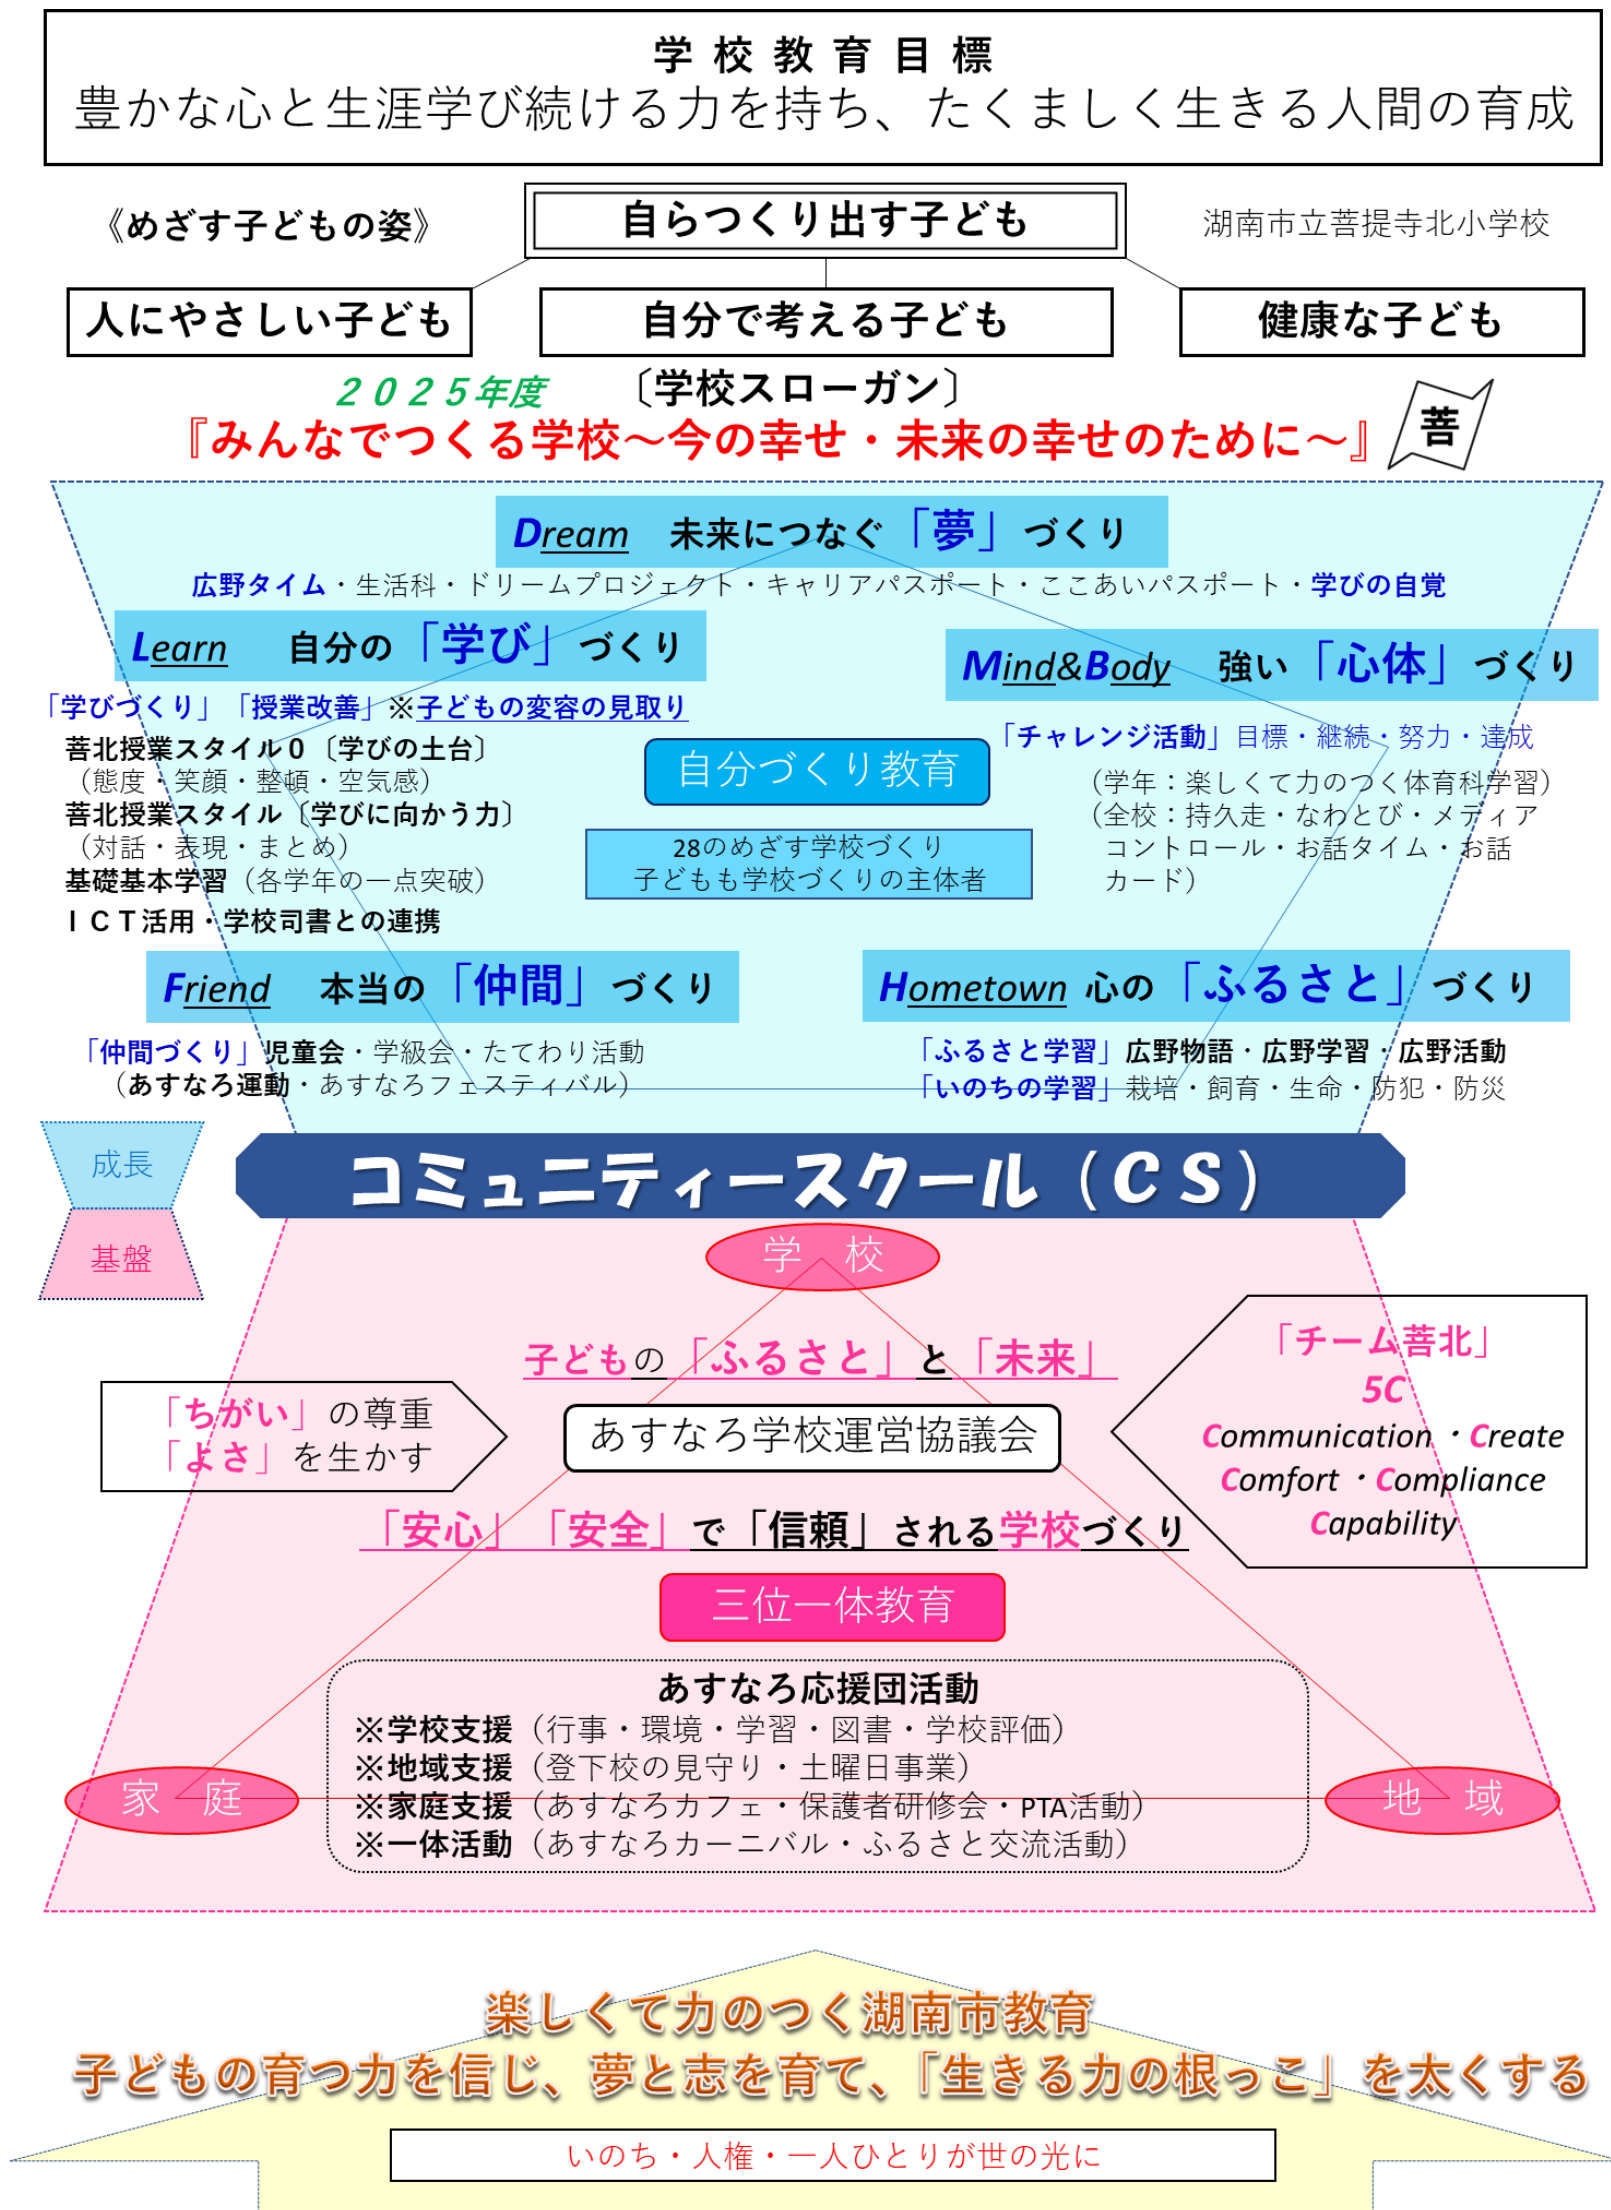 学校教育目標
豊かな心と生涯学び続ける力を持ち、たくましく生きる人間の育成
《めざす子どもの姿》
自らつくり出す子ども
湖南市立菩提寺北小学校
人にやさしい子ども
自分で考える子ども
健康な子ども
２０２５年度 〔学校スローガン〕
『みんなでつくる学校～今の幸せ・未来の幸せのために～』
菩
Dream 未来につなぐ「夢」づくり
広野タイム・生活科・ドリームプロジェクト・キャリアパスポート・ここあいパスポート・学びの自覚
Learn 自分の「学び」づくり
「学びづくり」「授業改善」※子どもの変容の見取り
菩北授業スタイル０〔学びの土台〕
（態度・笑顔・整頓・空気感）
菩北授業スタイル〔学びに向かう力〕
（対話・表現・まとめ）
基礎基本学習（各学年の一点突破）
ＩＣＴ活用・学校司書との連携
Mind&Body 強い「心体」づくり
「チャレンジ活動」目標・継続・努力・達成
（学年：楽しくて力のつく体育科学習）
（全校：持久走・なわとび・メディア
コントロール・お話タイム・お話
カード）
自分づくり教育
28のめざす学校づくり
子どもも学校づくりの主体者
Friend 本当の「仲間」づくり
「仲間づくり」児童会・学級会・たてわり活動
（あすなろ運動・あすなろフェスティバル）
Hometown 心の「ふるさと」づくり
「ふるさと学習」広野物語・広野学習・広野活動
「いのちの学習」栽培・飼育・生命・防犯・防災
成長
基盤
コミュニティースクール（ＣＳ）
学 校
子どもの「ふるさと」と「未来」
「ちがい」の尊重
「よさ」を生かす
あすなろ学校運営協議会
「チーム菩北」
5C
Communication・Create
Comfort・Compliance
Capability
「安心」「安全」で「信頼」される学校づくり
三位一体教育
あすなろ応援団活動
※学校支援（行事・環境・学習・図書・学校評価）
※地域支援（登下校の見守り・土曜日事業）
※家庭支援（あすなろカフェ・保護者研修会・PTA活動）
※一体活動（あすなろカーニバル・ふるさと交流活動）
家 庭
地 域
楽しくて力のつく湖南市教育
子どもの育つ力を信じ、夢と志を育て、「生きる力の根っこ」を太くする
いのち・人権・一人ひとりが世の光に